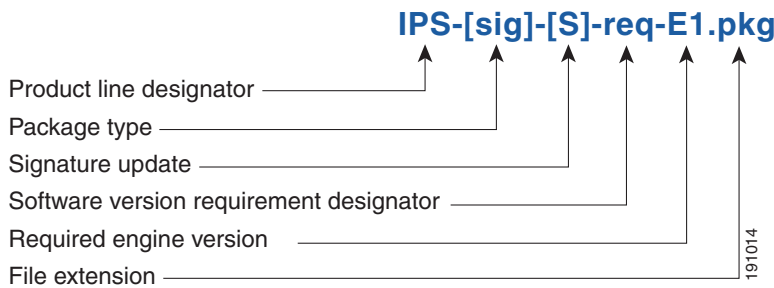 IPS-[sig]-[S]-req-E1.pkg
Product line designator
Package type
Signature update
Software version requirement designator
Required engine version
File extension
191014